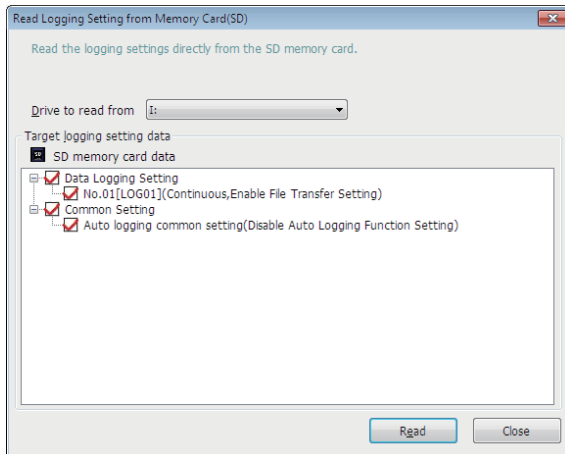 Read Logging Setting from Memory Card(SD)
Read the logging settings directly from the SD memory card.
Drive to read from I:
Target logging setting data
SD memory card data
Data Logging Setting
No.01[LOG01](Continuous,Enable File Transfer Setting)
Common Setting
Auto logging common setting(Disable Auto Logging Function Setting)
Read Close